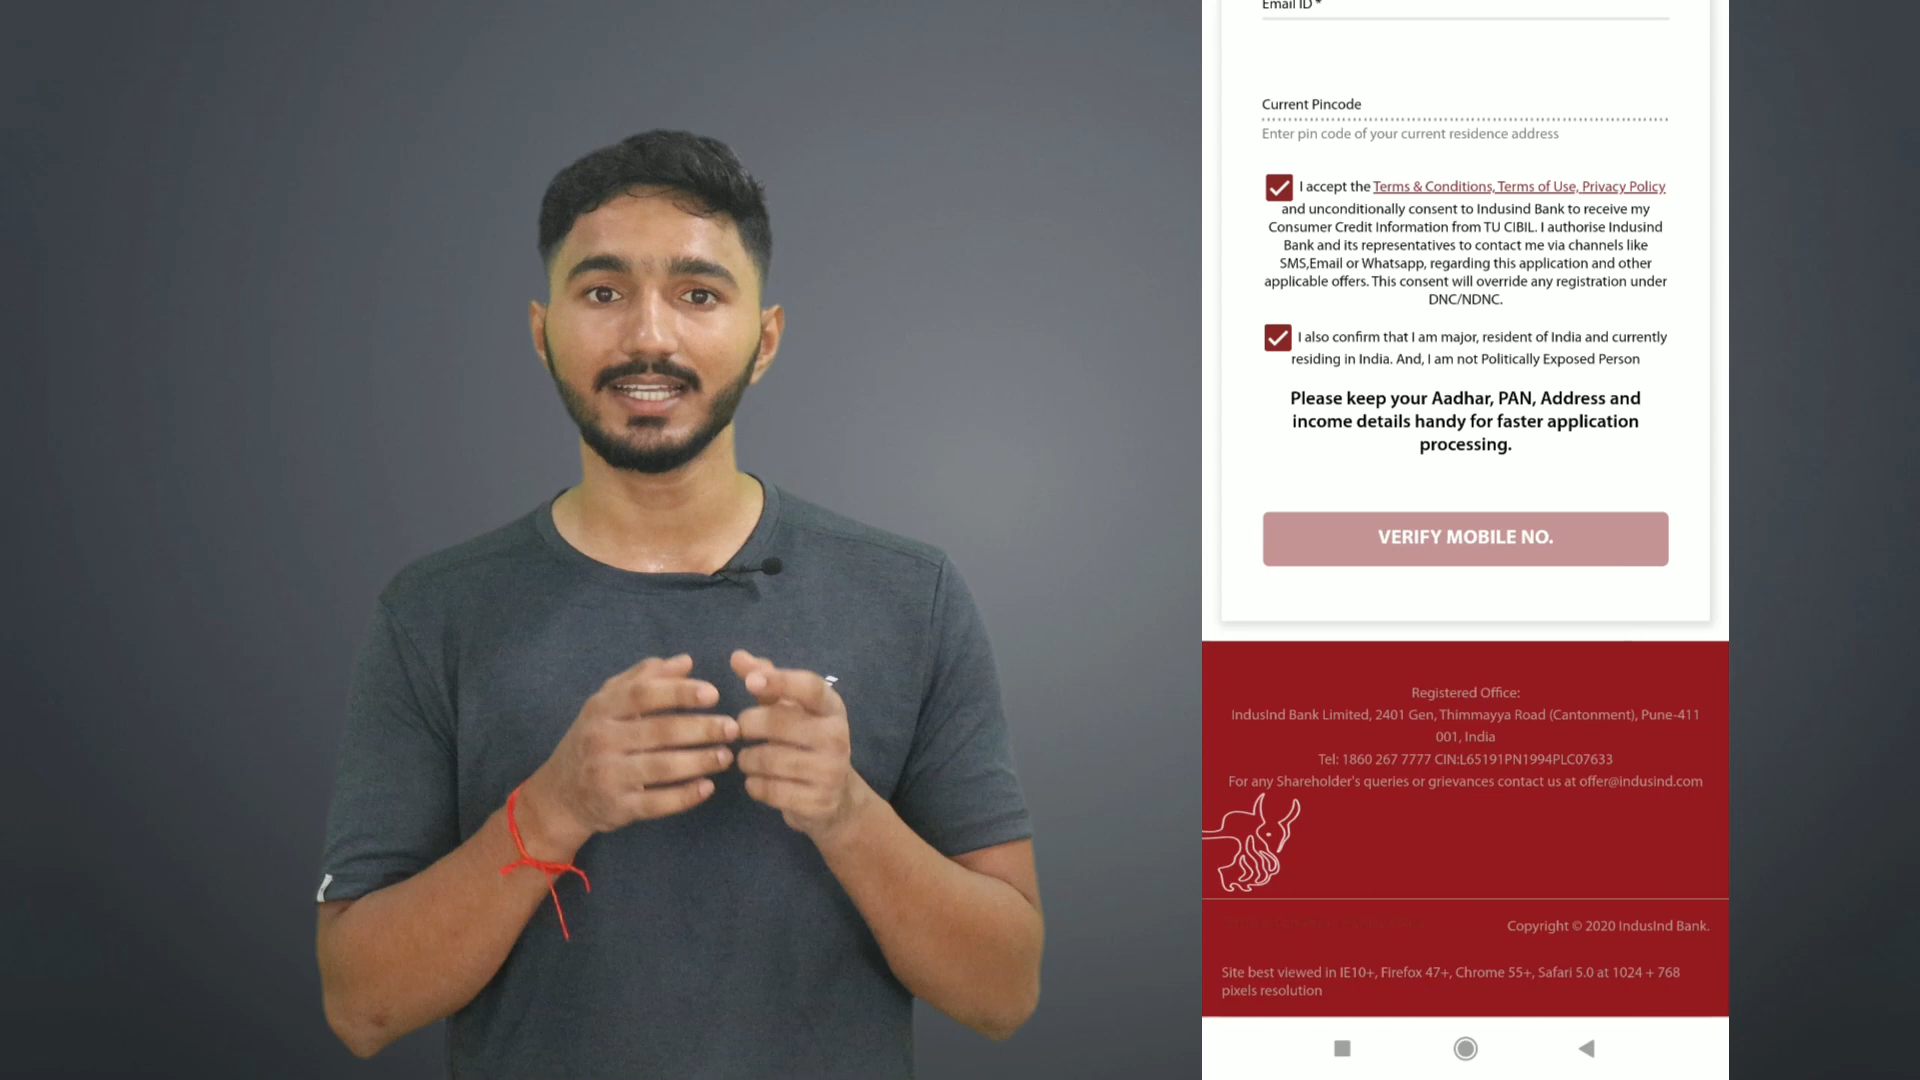 Email ID *
Current Pincode
Enter pin code of your current residence address
I accept the Terms & Conditions, Terms of Use, Privacy Policy
and unconditionally consent to Indusind Bank to receive my
Consumer Credit Information from TU CIBIL. I authorise Indusind
Bank and its representatives to contact me via channels like
SMS,Email or Whatsapp, regarding this application and other
applicable offers. This consent will override any registration under
DNC/NDNC.
I also confirm that I am major, resident of India and currently
residing in India. And, I am not Politically Exposed Person
Please keep your Aadhar, PAN, Address and
income details handy for faster application
processing.
VERIFY MOBILE NO.
Registered Office:
IndusInd Bank Limited, 2401 Gen, Thimmayya Road (Cantonment), Pune-411
001, India
Tel: 1860 267 7777 CIN:L65191PN1994PLC07633
For any Shareholder's queries or grievances contact us at offer@indusind.com
Copyright © 2020 IndusInd Bank.
Site best viewed in IE10+, Firefox 47+, Chrome 55+, Safari 5.0 at 1024 + 768
pixels resolution